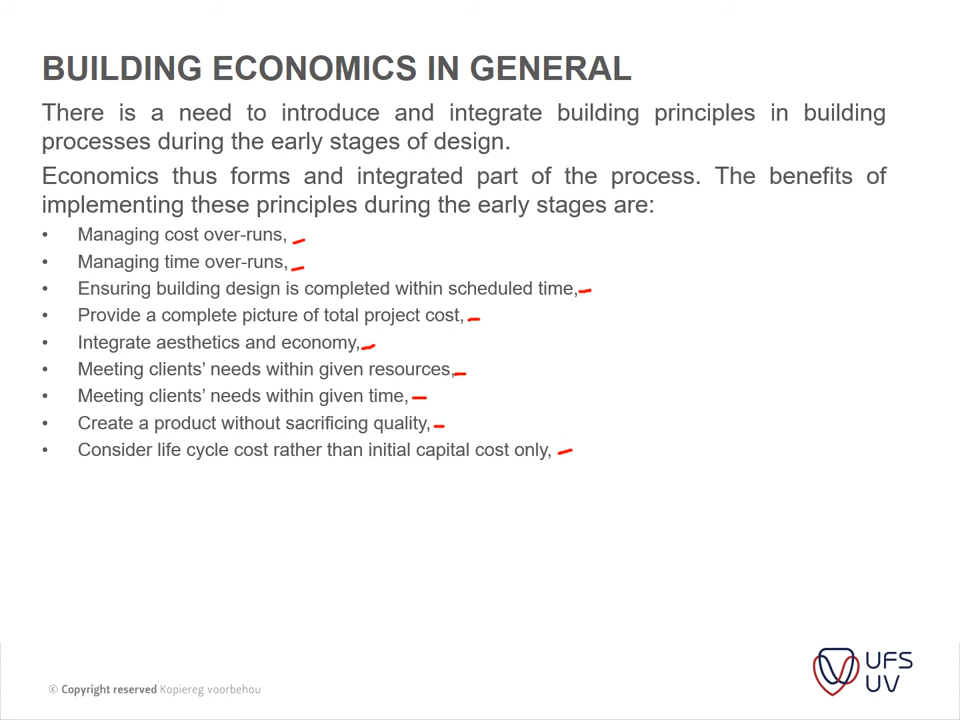 BUILDING ECONOMICS IN GENERAL
There is a need to introduce and integrate building principles in building
processes during the early stages of design.
Economics thus forms and integrated part of the process. The benefits of
implementing these principles during the early stages are:
• Managing cost over-runs,
• Managing time over-runs,
• Ensuring building design is completed within scheduled time,
• Provide a complete picture of total project cost,
• Integrate aesthetics and economy,
• Meeting clients’ needs within given resources,
• Meeting clients’ needs within given time,
• Create a product without sacrificing quality,
• Consider life cycle cost rather than initial capital cost only,
© Copyright reserved Kopiereg voorbehou
UFS
UV